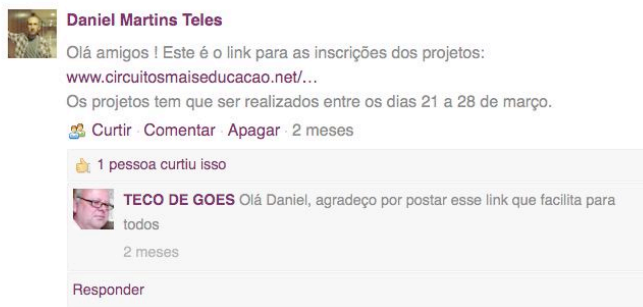 Daniel Martins Teles
Olá amigos ! Este é o link para as inscrições dos projetos:
www.circuitosmaiseducacao.net/…
Os projetos tem que ser realizados entre os dias 21 a 28 de março.
Curtir · Comentar · Apagar · 2 meses
1 pessoa curtiu isso
TECO DE GOES Olá Daniel, agradeço por postar esse link que facilita para
todos
2 meses
Responder